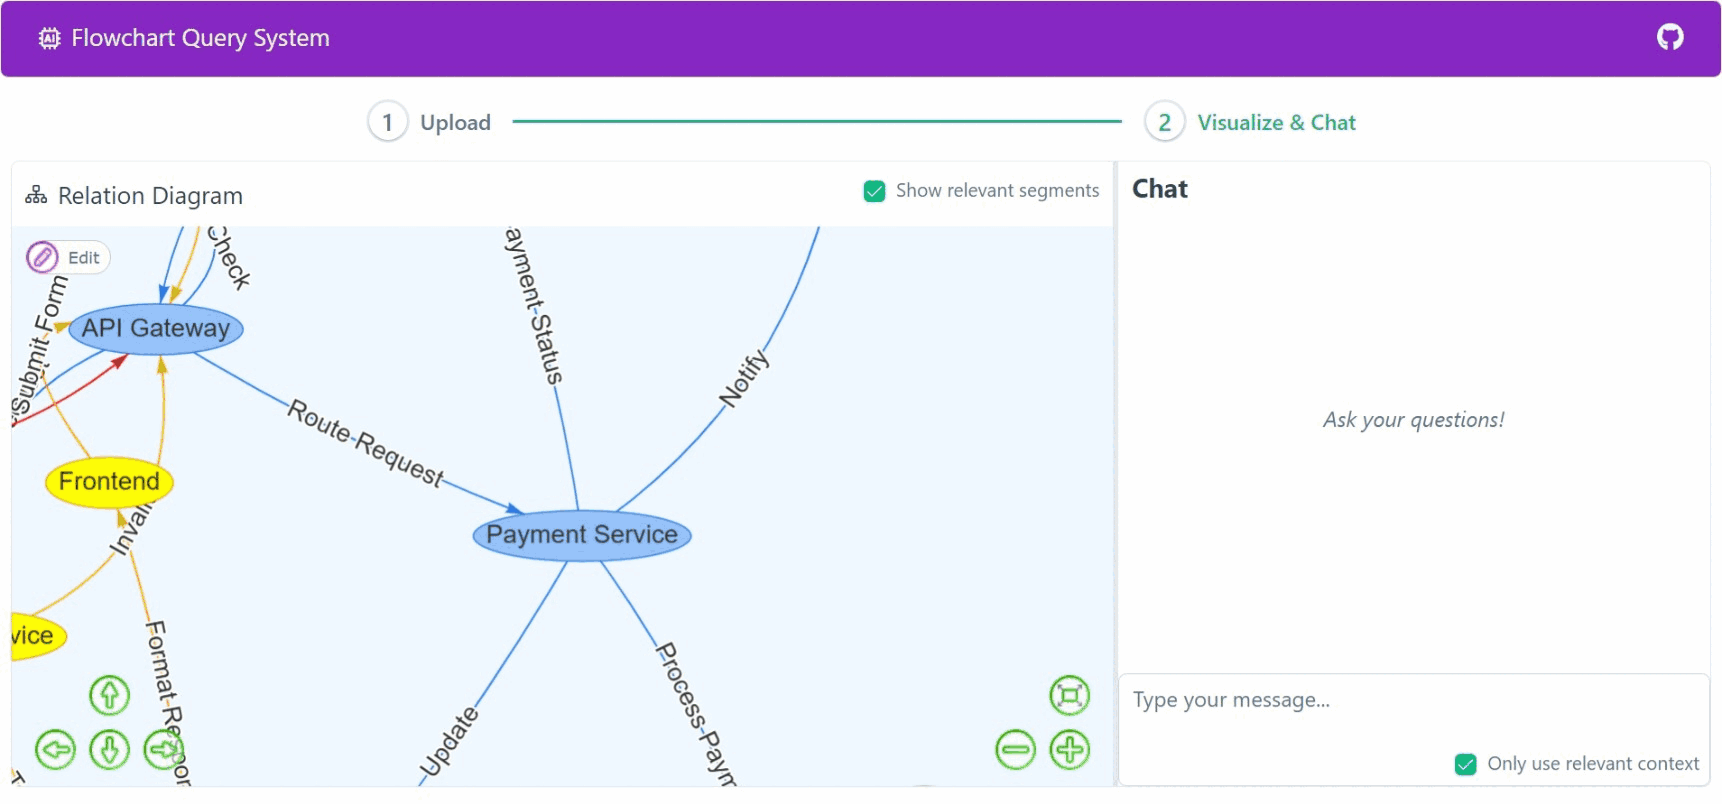 Flowchart Query System
1 Upload
2 Visualize & Chat
Relation Diagram
Show relevant segments
Chat
Edit
Check
ayment-Status
Submit Form
API Gateway
Notify
Route-Request
Ask your questions!
Frontend
Invali
Payment Service
vice
Format-Respon
Process-Paym
Update
Type your message...
Only use relevant context